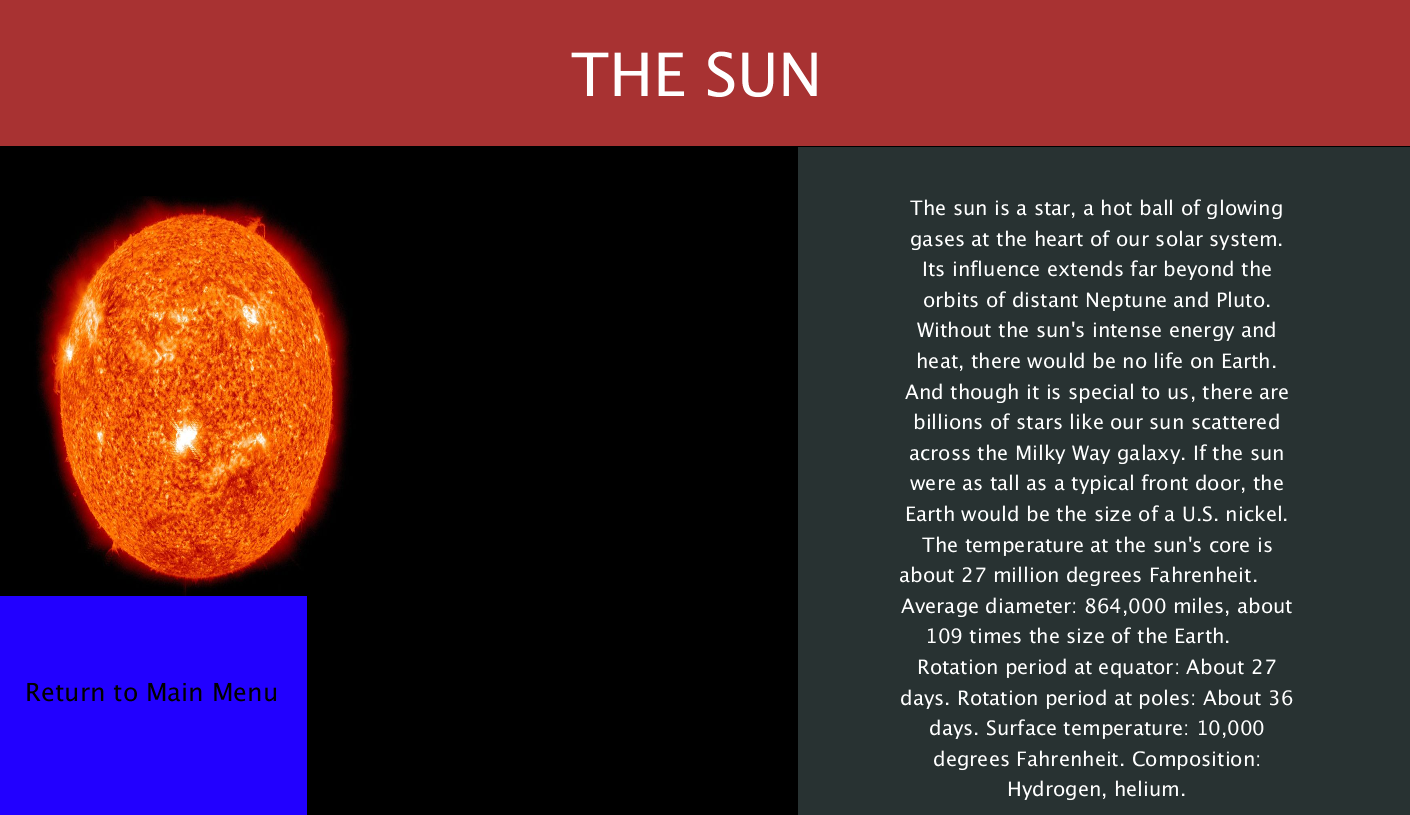 THE SUN
The sun is a star, a hot ball of glowing
gases at the heart of our solar system.
Its influence extends far beyond the
orbits of distant Neptune and Pluto.
Without the sun's intense energy and
heat, there would be no life on Earth.
And though it is special to us, there are
billions of stars like our sun scattered
across the Milky Way galaxy. If the sun
were as tall as a typical front door, the
Earth would be the size of a U.S. nickel.
The temperature at the sun's core is
about 27 million degrees Fahrenheit.
Average diameter: 864,000 miles, about
109 times the size of the Earth.
Rotation period at equator: About 27
days. Rotation period at poles: About 36
days. Surface temperature: 10,000
degrees Fahrenheit. Composition:
Hydrogen, helium.
Return to Main Menu